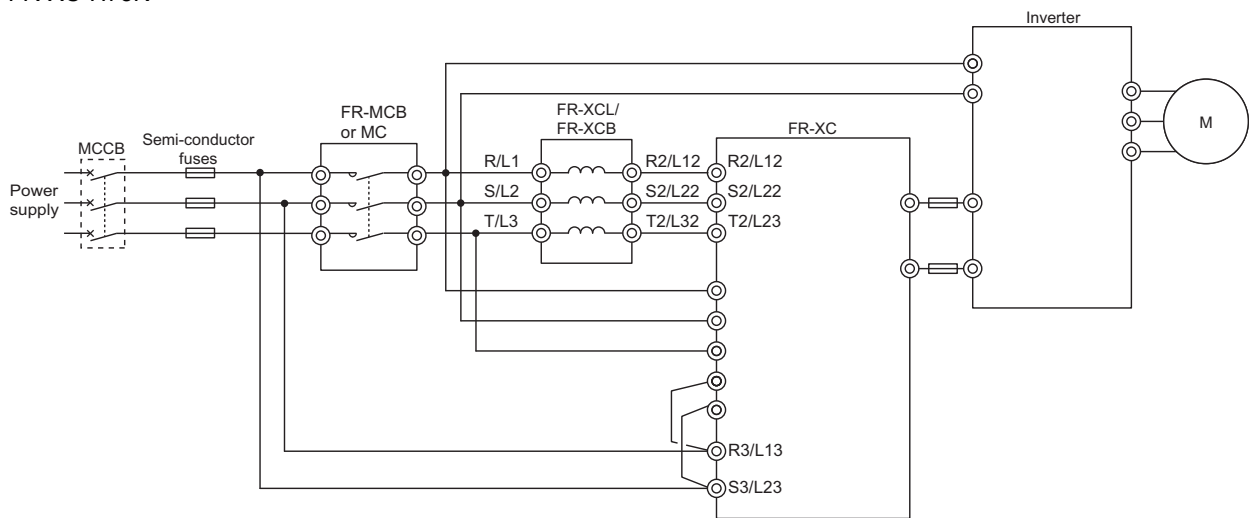 Inverter
FR-MCB
or MC
FR-XCL/
FR-XCB
FR-XC
Semi-conductor
fuses
MCCB
Power
supply
R/L1
S/L2
T/L3
R2/L12
S2/L22
T2/L32
R2/L12
S2/L22
T2/L23
M
R3/L13
S3/L23